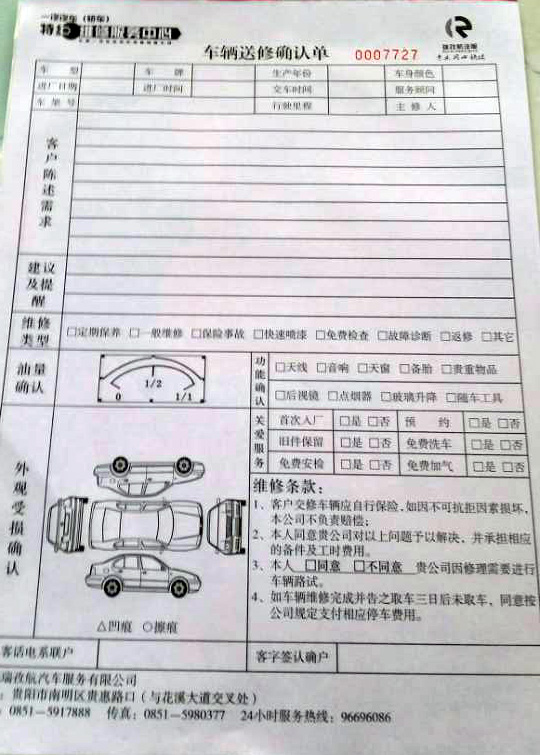 一汽汽车（轿车）
特约维修服务中心
车辆送修确认单 0007727
车型 车牌 生产年份 车身颜色
进厂日期 进厂时间 交车时间 服务顾问
车架号 行驶里程 主修人
客户陈述需求
建议及提醒
维修类型 □定期保养 □一般维修 □保险事故 □快速喷漆 □免费检查 □故障诊断 □返修 □其它
油量确认 0 1/2 1/1
功能确认 □天线 □音响 □天窗 □备胎 □贵重物品
□后视镜 □点烟器 □玻璃升降 □随车工具
关爱服务 首次入厂 □是 □否 预约 □是 □否
旧件保留 □是 □否 免费洗车 □是 □否
免费安检 □是 □否 免费加气 □是 □否
外观受损确认
△凹痕 ○擦痕
维修条款：
1、客户交修车辆应自行保险，如因不可抗拒因素损坏，
本公司不负责赔偿；
2、本人同意贵公司对以上问题予以解决，并承担相应
的备件及工时费用。
3、本人 □同意 □不同意 贵公司因修理需要进行
车辆路试。
4、如车辆维修完成并告之取车三日后未取车，同意按
公司规定支付相应停车费用。
客话电系联户 客字签认确户
瑞孜航汽车服务有限公司
：贵阳市南明区贵惠路口（与花溪大道交叉处）
：0851—5917888 传真：0851—5980377 24小时服务热线：96696086